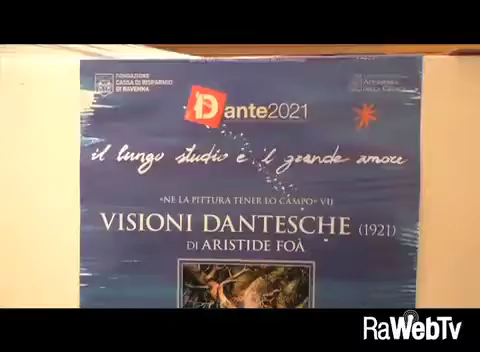 FONDAZIONE
CASSA DI RISPARMIO
DI RAVENNA
Dante2021
il lungo studio e 'l grande amore
«NE LA PITTURA TENER LO CAMPO» VII
VISIONI DANTESCHE (1921)
DI ARISTIDE FOÀ
RaWebTv